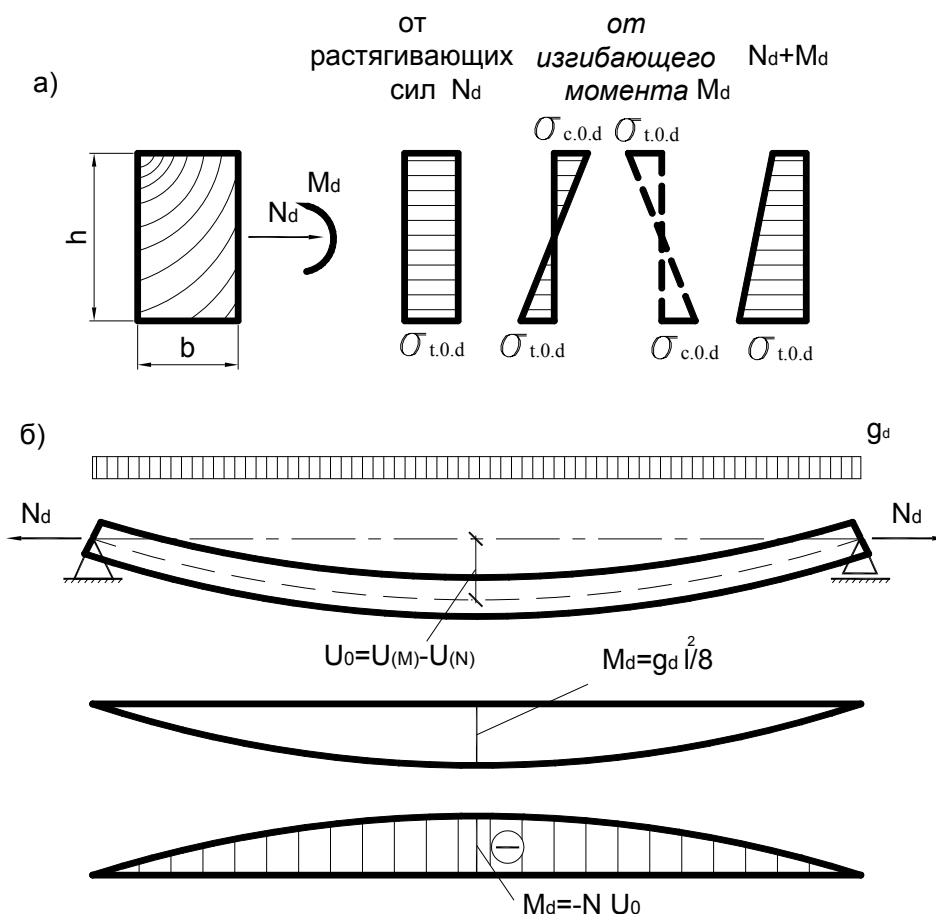 от
растягивающих
сил Nd
от
изгибающего
момента Md
Nd+Md
а)
σc.0.d
σt.0.d
Md
Nd
h
b
σt.0.d
σt.0.d
σc.0.d
σt.0.d
б)
gd
Nd
Nd
U0=U(M)-U(N)
Md=gd l²/8
Md=-N U0